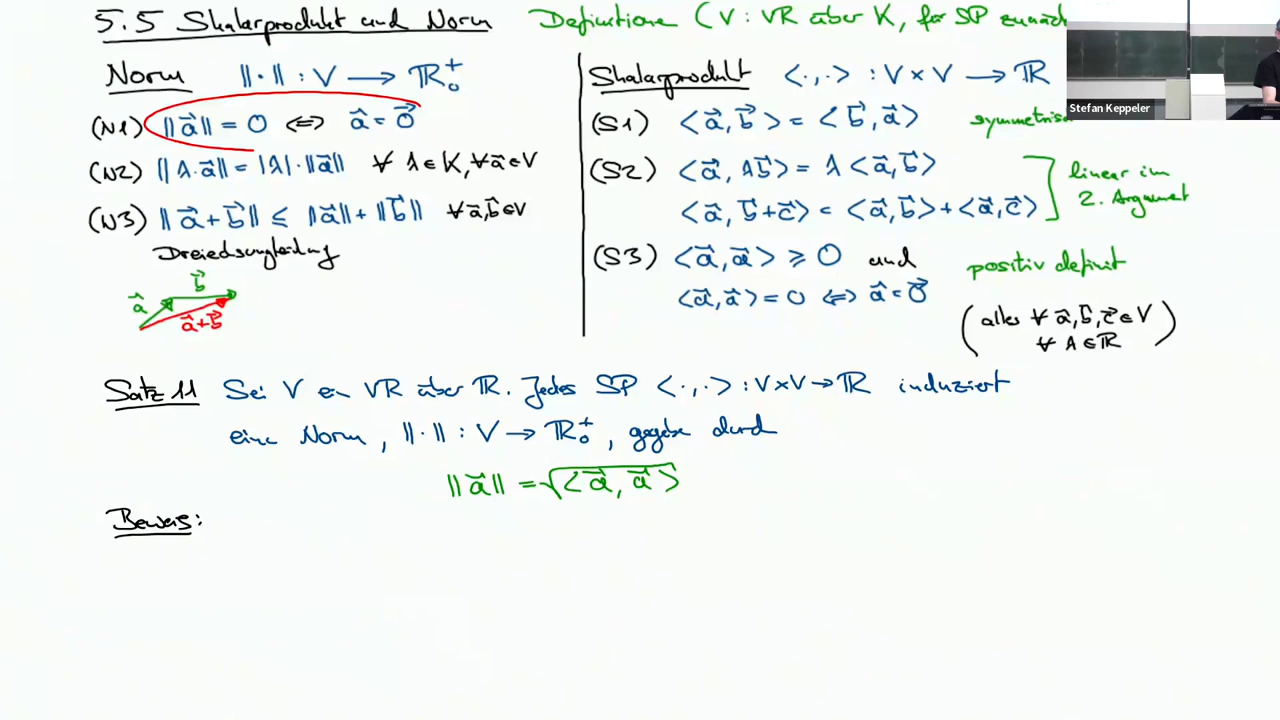 5.5 Skalarprodukt und Norm Definitionen (V : VR über K, für SP zunäch
Norm ‖·‖ : V → ℝ₀⁺
(N1) ‖a⃗‖ = 0 ⇔ a⃗ = 0⃗
(N2) ‖λ·a⃗‖ = |λ|·‖a⃗‖ ∀ λ∈K, ∀a⃗∈V
(N3) ‖a⃗+b⃗‖ ≤ ‖a⃗‖+‖b⃗‖ ∀a⃗,b⃗∈V
Dreiecksungleichung
b⃗
a⃗
a⃗+b⃗
Skalarprodukt <·,·> : V×V → ℝ
(S1) <a⃗,b⃗> = <b⃗,a⃗> symmetrisch
(S2) <a⃗,λb⃗> = λ<a⃗,b⃗>
<a⃗,b⃗+c⃗> = <a⃗,b⃗>+<a⃗,c⃗>
linear im
2. Argument
(S3) <a⃗,a⃗> ≥ 0 und positiv definit
<a⃗,a⃗> = 0 ⇔ a⃗ = 0⃗
(alles ∀ a⃗,b⃗,c⃗∈V
∀ λ∈ℝ)
Stefan Keppeler
Satz 11 Sei V ein VR über ℝ. Jedes SP <·,·> : V×V→ℝ induziert
eine Norm, ‖·‖ : V → ℝ₀⁺, gegeben durch
‖a⃗‖ = √<a⃗,a⃗>
Beweis: